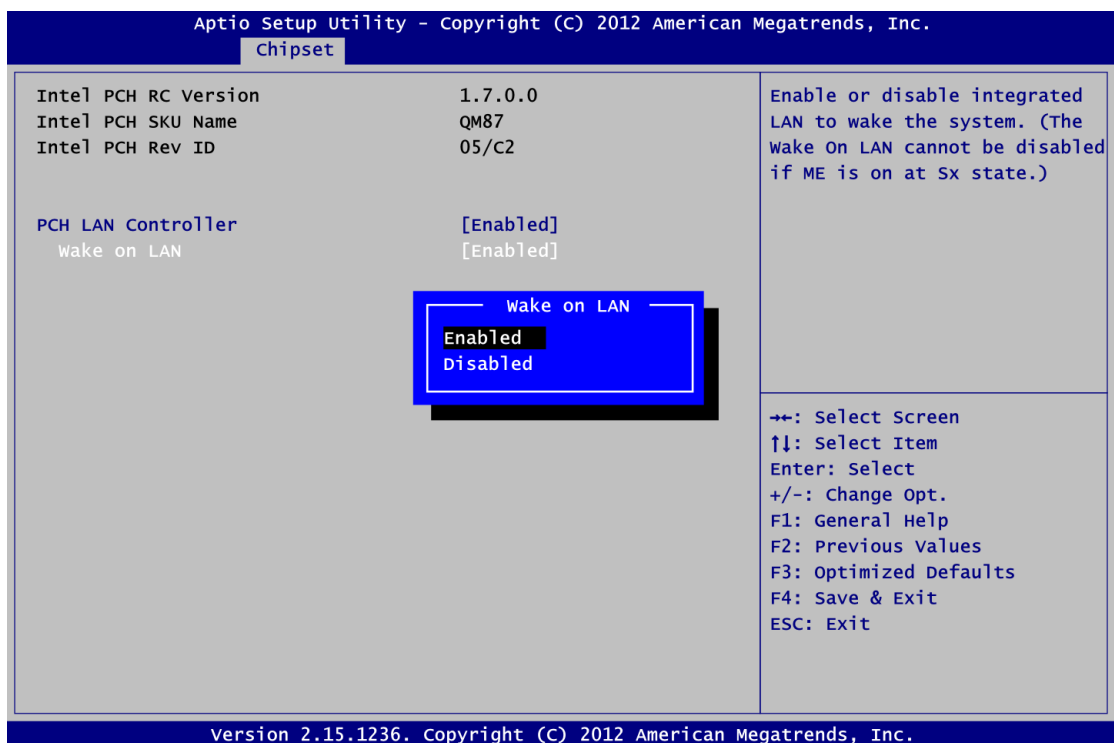 Aptio Setup Utility - Copyright (C) 2012 American Megatrends, Inc.
Chipset
Intel PCH RC Version 1.7.0.0
Intel PCH SKU Name QM87
Intel PCH Rev ID 05/C2
PCH LAN Controller [Enabled]
Wake on LAN [Enabled]
Wake on LAN
Enabled
Disabled
Enable or disable integrated
LAN to wake the system. (The
Wake On LAN cannot be disabled
if ME is on at Sx state.)
→←: Select Screen
↑↓: Select Item
Enter: Select
+/-: Change Opt.
F1: General Help
F2: Previous Values
F3: Optimized Defaults
F4: Save & Exit
ESC: Exit
Version 2.15.1236. Copyright (C) 2012 American Megatrends, Inc.